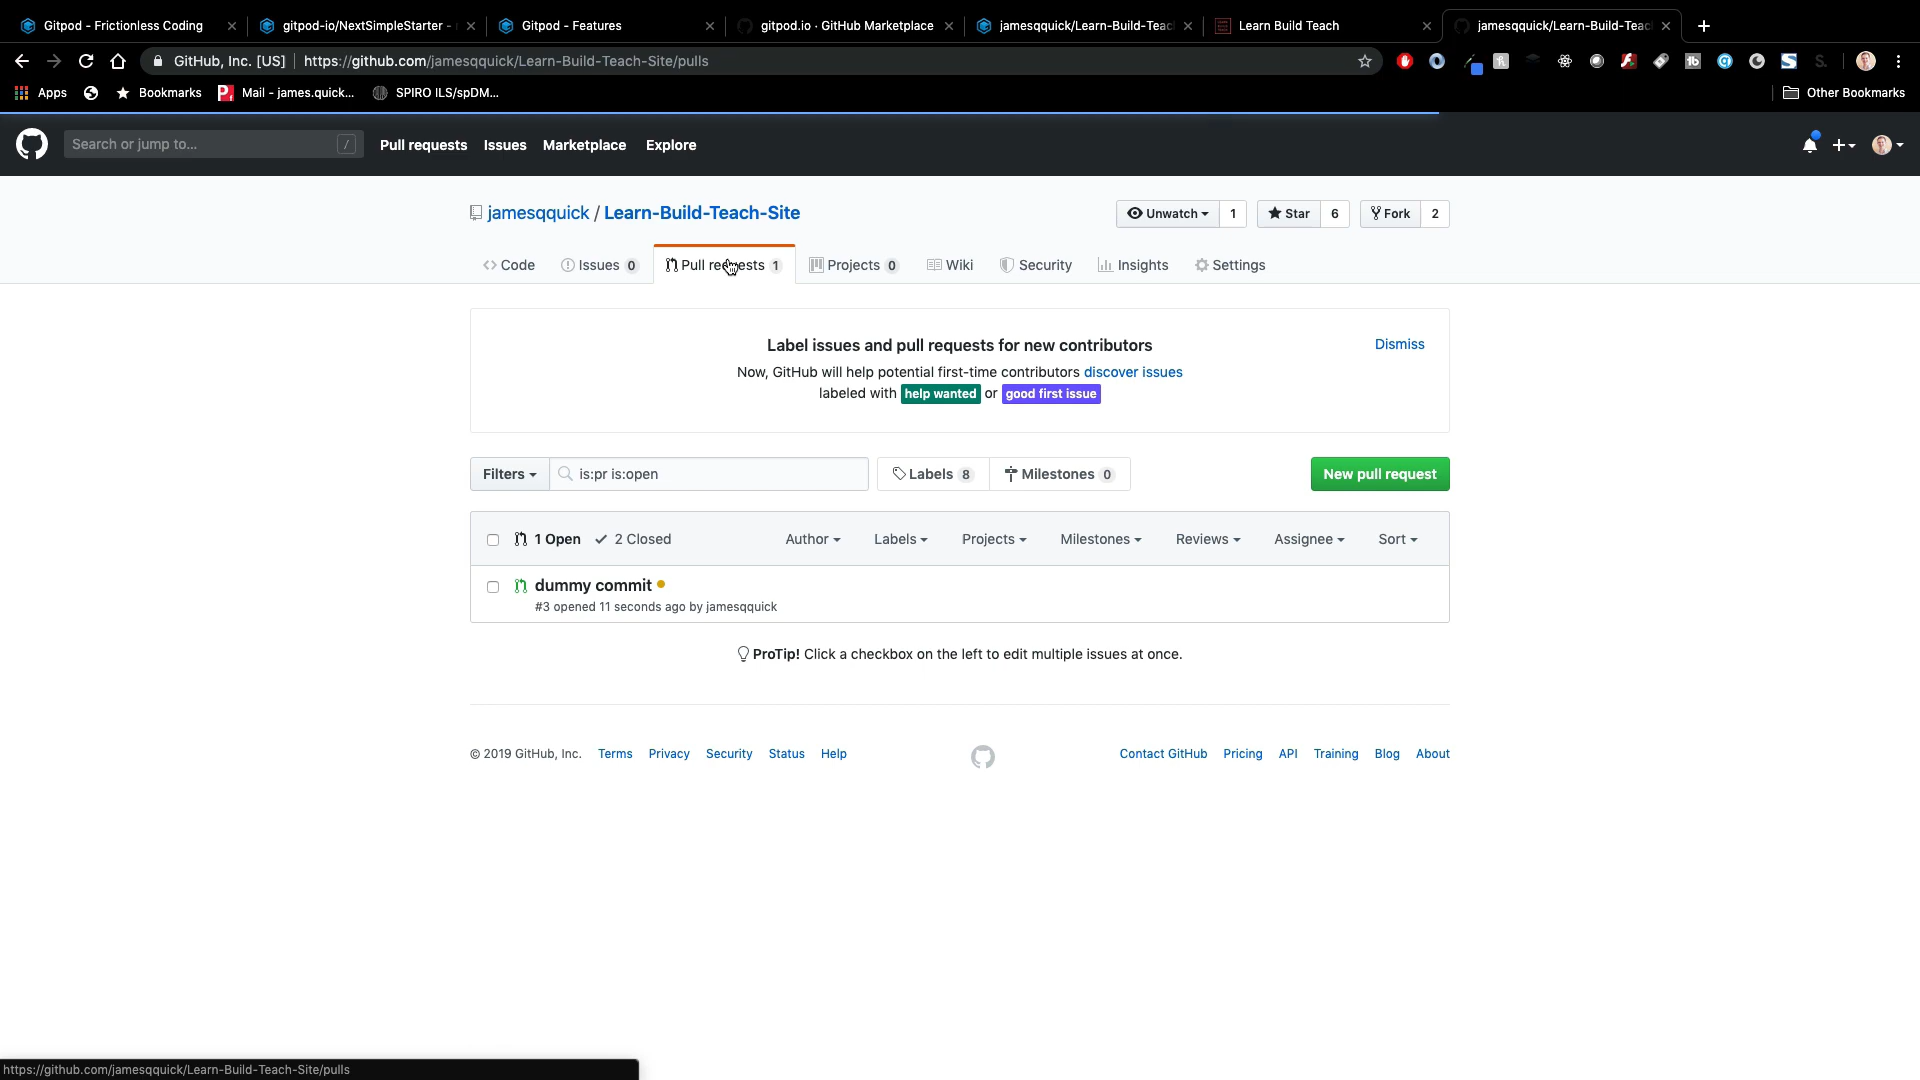 Gitpod - Frictionless Coding
gitpod-io/NextSimpleStarter -
Gitpod - Features
gitpod.io · GitHub Marketplace
jamesqquick/Learn-Build-Teac
Learn Build Teach
jamesqquick/Learn-Build-Teac
GitHub, Inc. [US] | https://github.com/jamesqquick/Learn-Build-Teach-Site/pulls
Apps
Bookmarks
Mail - james.quick...
SPIRO ILS/spDM...
Other Bookmarks
Search or jump to... /
Pull requests Issues Marketplace Explore
jamesqquick / Learn-Build-Teach-Site
Unwatch 1 Star 6 Fork 2
Code Issues 0 Pull requests 1 Projects 0 Wiki Security Insights Settings
Label issues and pull requests for new contributors
Dismiss
Now, GitHub will help potential first-time contributors discover issues
labeled with help wanted or good first issue
Filters is:pr is:open Labels 8 Milestones 0 New pull request
1 Open 2 Closed Author Labels Projects Milestones Reviews Assignee Sort
dummy commit
#3 opened 11 seconds ago by jamesqquick
ProTip! Click a checkbox on the left to edit multiple issues at once.
© 2019 GitHub, Inc. Terms Privacy Security Status Help Contact GitHub Pricing API Training Blog About
https://github.com/jamesqquick/Learn-Build-Teach-Site/pulls